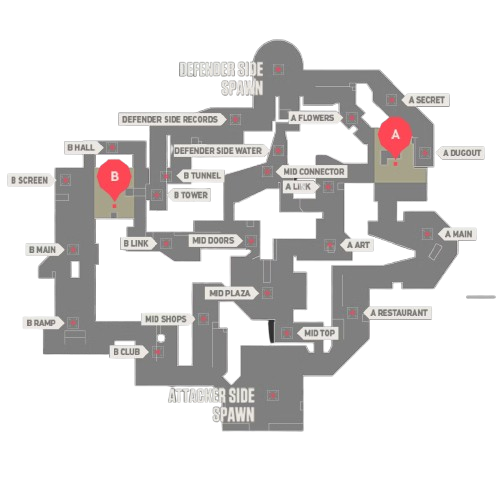 DEFENDER SIDE
SPAWN
A SECRET
DEFENDER SIDE RECORDS
A FLOWERS
A
B HALL
DEFENDER SIDE WATER
A DUGOUT
B SCREEN
B
B TUNNEL
MID CONNECTOR
A LINK
B TOWER
B MAIN
B LINK
MID DOORS
A ART
A MAIN
MID PLAZA
B RAMP
MID SHOPS
MID TOP
A RESTAURANT
B CLUB
ATTACKER SIDE
SPAWN